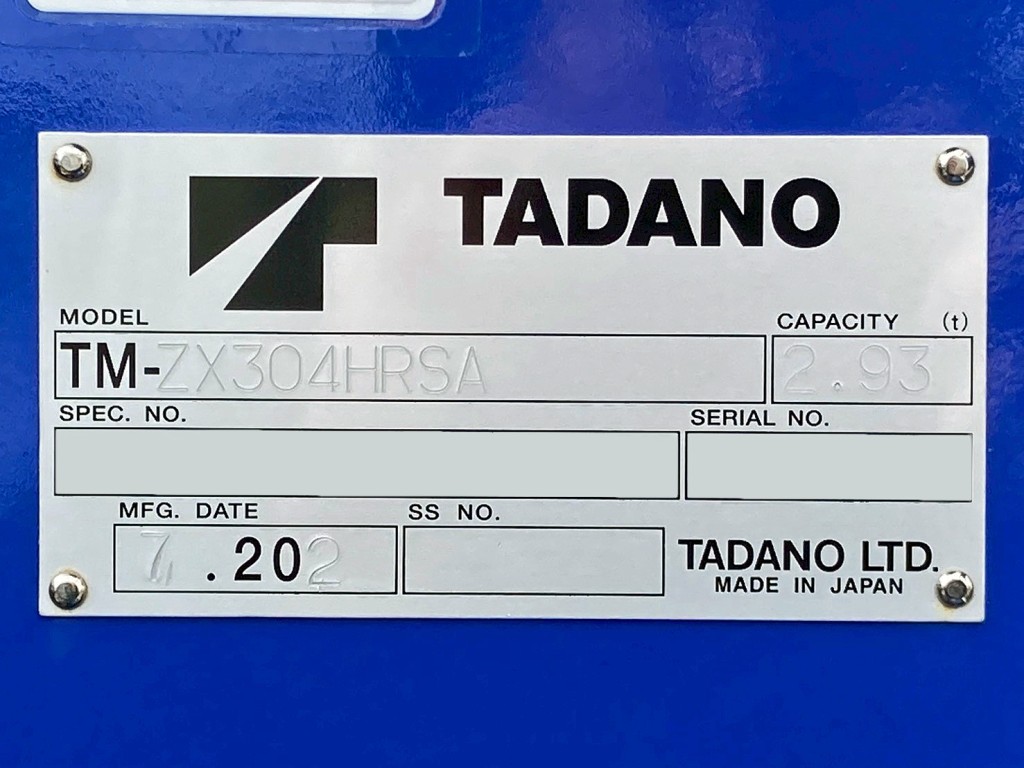 TADANO
MODEL
CAPACITY (t)
TM-ZX304HRSA
2.93
SPEC. NO.
SERIAL NO.
MFG. DATE
SS NO.
7 .202
TADANO LTD.
MADE IN JAPAN